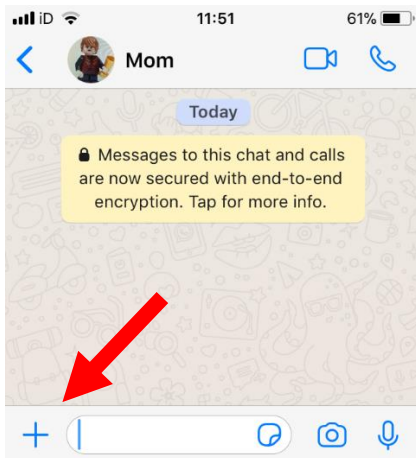 iD 11:51 61%
Mom
Today
Messages to this chat and calls
are now secured with end-to-end
encryption. Tap for more info.